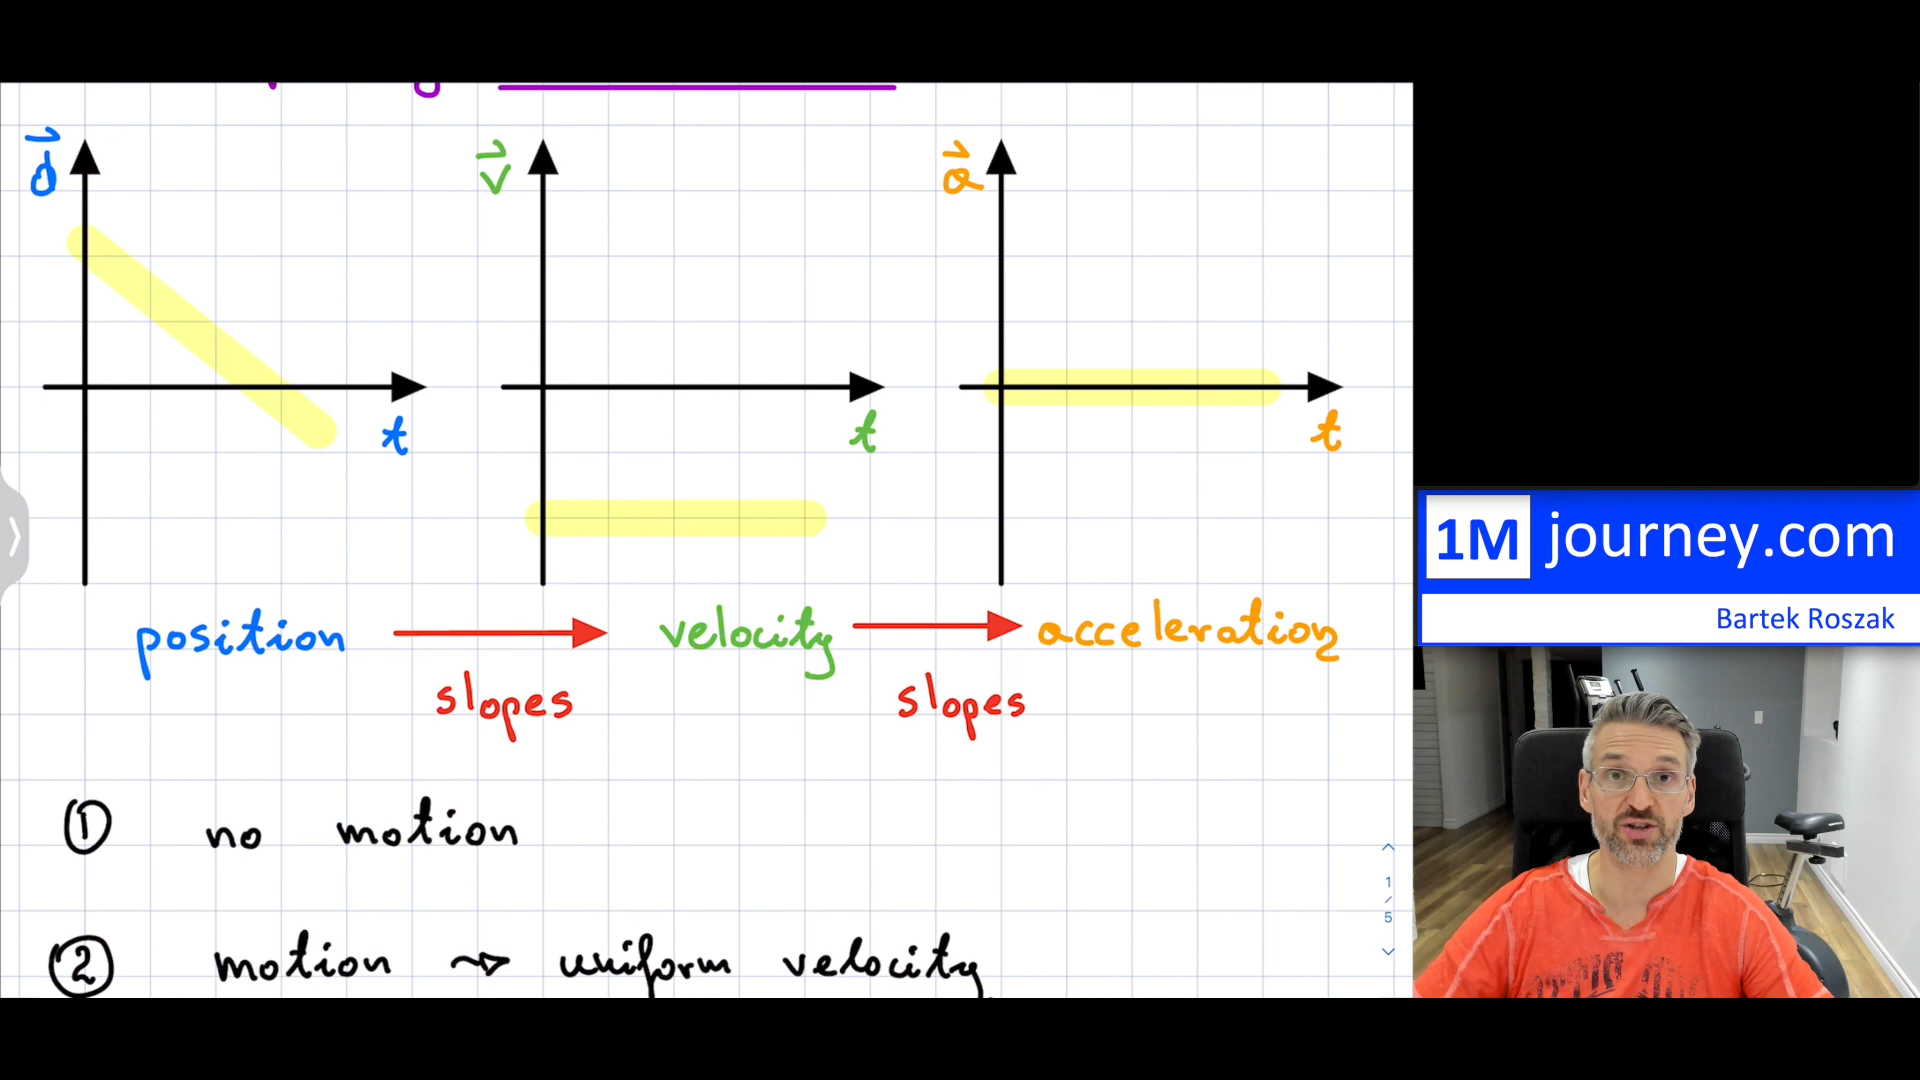 d v a
t t t
position velocity acceleration
slopes slopes
1 no motion
2 motion uniform velocity
1
/
5
1M journey.com
Bartek Roszak